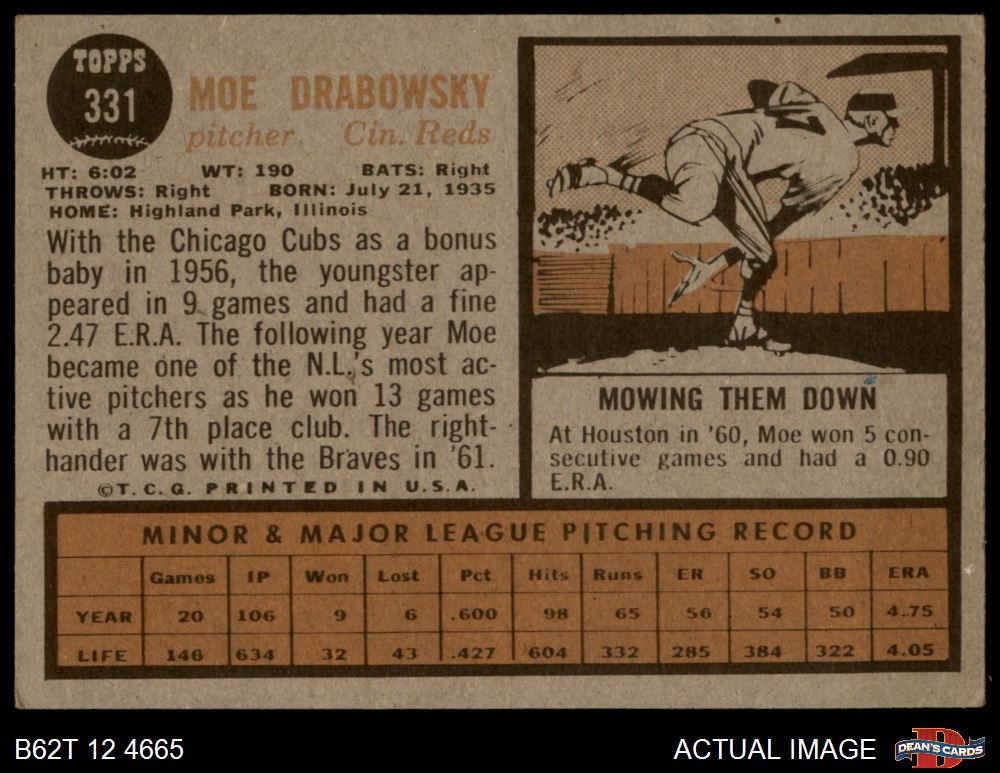 TOPPS
331
MOE DRABOWSKY
pitcher Cin. Reds
HT: 6:02 WT: 190 BATS: Right
THROWS: Right BORN: July 21, 1935
HOME: Highland Park, Illinois
With the Chicago Cubs as a bonus
baby in 1956, the youngster ap-
peared in 9 games and had a fine
2.47 E.R.A. The following year Moe
became one of the N.L.'s most ac-
tive pitchers as he won 13 games
with a 7th place club. The right-
hander was with the Braves in '61.
©T.C.G. PRINTED IN U.S.A.
MOWING THEM DOWN
At Houston in '60, Moe won 5 con-
secutive games and had a 0.90
E.R.A.
MINOR & MAJOR LEAGUE PITCHING RECORD
Games IP Won Lost Pct Hits Runs ER SO BB ERA
YEAR 20 106 9 6 .600 98 65 56 54 50 4.75
LIFE 146 634 32 43 .427 604 332 285 384 322 4.05
B62T 12 4665
ACTUAL IMAGE
D
DEAN'S CARDS